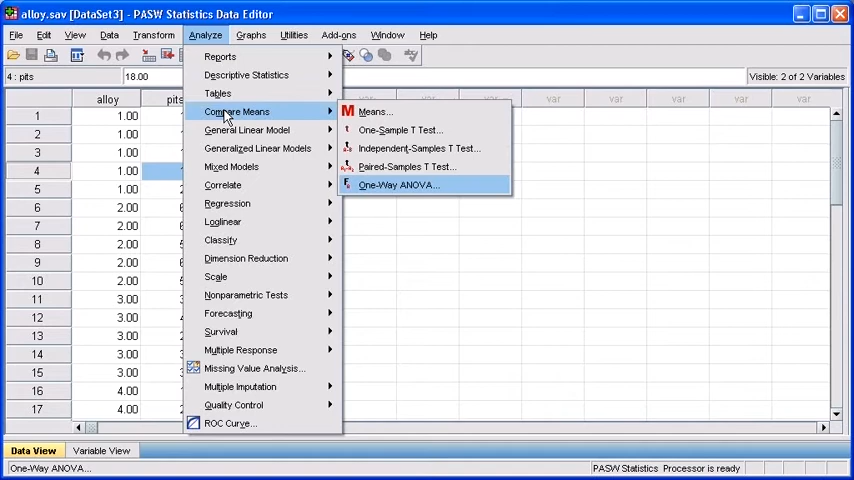 alloy.sav [DataSet3] - PASW Statistics Data Editor
File Edit View Data Transform Analyze Graphs Utilities Add-ons Window Help
4 : pits 18.00 Visible: 2 of 2 Variables
alloy pits var var var var var var
1 1.00
2 1.00
3 1.00
4 1.00
5 1.00
6 2.00
7 2.00
8 2.00
9 2.00
10 2.00
11 3.00
12 3.00
13 3.00
14 3.00
15 3.00
16 4.00
17 4.00
Reports
Descriptive Statistics
Tables
Compare Means
General Linear Model
Generalized Linear Models
Mixed Models
Correlate
Regression
Loglinear
Classify
Dimension Reduction
Scale
Nonparametric Tests
Forecasting
Survival
Multiple Response
Missing Value Analysis...
Multiple Imputation
Quality Control
ROC Curve...
Means...
One-Sample T Test...
Independent-Samples T Test...
Paired-Samples T Test...
One-Way ANOVA...
Data View Variable View
One-Way ANOVA... PASW Statistics Processor is ready